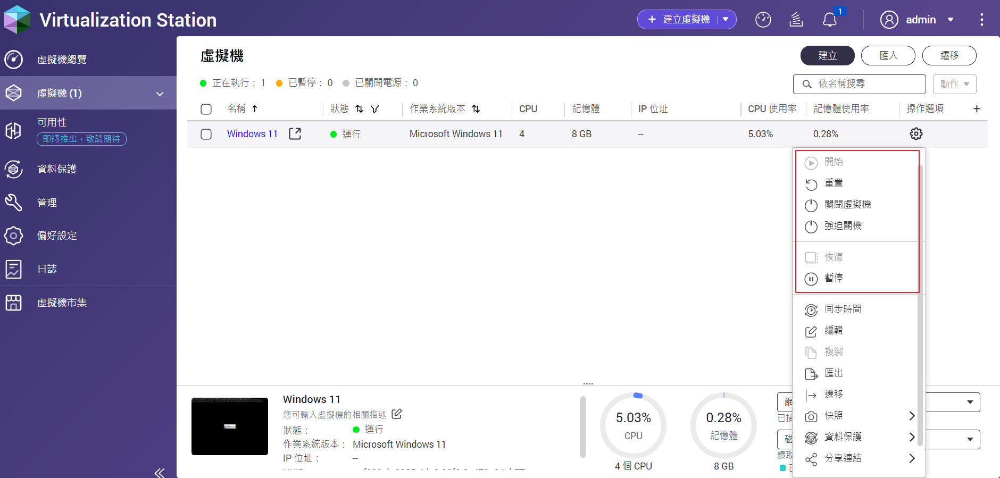 Virtualization Station
建立虛擬機
1
admin
虛擬機總覽
虛擬機 (1)
可用性
即將推出，敬請期待
資料保護
管理
偏好設定
日誌
虛擬機市集
虛擬機
建立
匯入
遷移
正在執行： 1
已暫停： 0
已關閉電源： 0
依名稱搜尋
動作
名稱
狀態
作業系統版本
CPU
記憶體
IP 位址
CPU 使用率
記憶體使用率
操作選項
Windows 11
運行
Microsoft Windows 11
4
8 GB
--
5.03%
0.28%
開始
重置
關閉虛擬機
強迫關機
恢復
暫停
同步時間
編輯
複製
匯出
遷移
快照
資料保護
分享連結
Windows 11
您可輸入虛擬機的相關描述
狀態： 運行
作業系統版本： Microsoft Windows 11
IP 位址： --
5.03%
CPU
4 個 CPU
0.28%
記憶體
8 GB
網
已接
磁
讀取